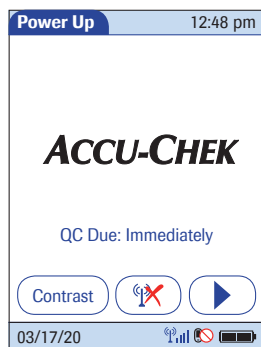 Power Up 12:48 pm
ACCU-CHEK
QC Due: Immediately
Contrast
03/17/20